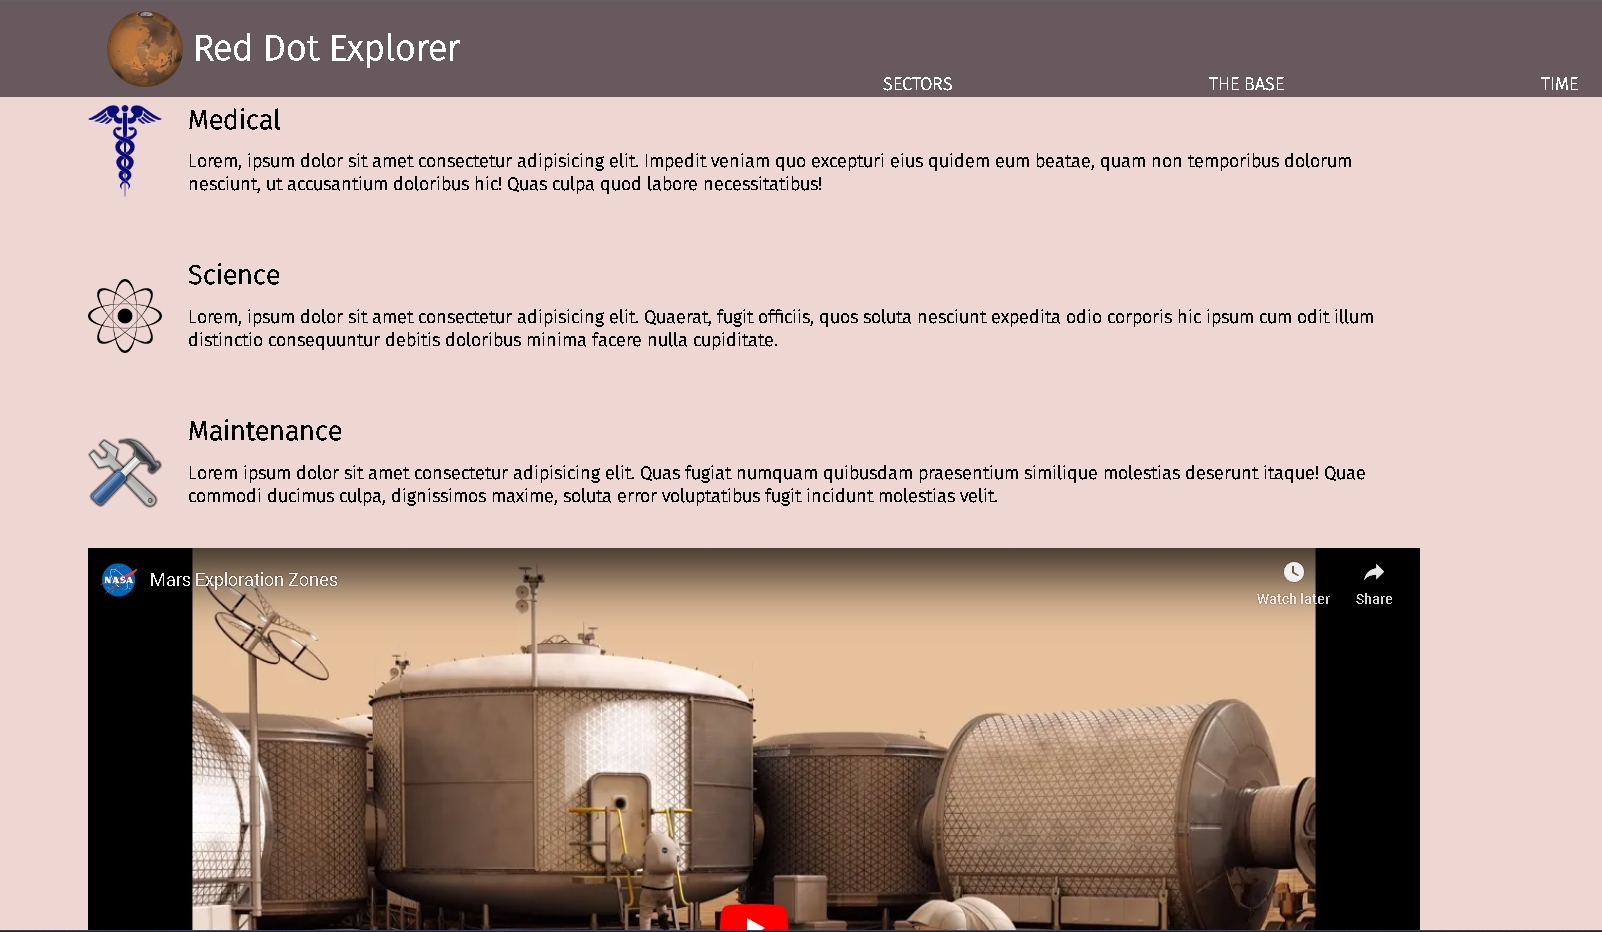 Red Dot Explorer
SECTORS THE BASE TIME
Medical
Lorem, ipsum dolor sit amet consectetur adipisicing elit. Impedit veniam quo excepturi eius quidem eum beatae, quam non temporibus dolorum
nesciunt, ut accusantium doloribus hic! Quas culpa quod labore necessitatibus!
Science
Lorem, ipsum dolor sit amet consectetur adipisicing elit. Quaerat, fugit officiis, quos soluta nesciunt expedita odio corporis hic ipsum cum odit illum
distinctio consequuntur debitis doloribus minima facere nulla cupiditate.
Maintenance
Lorem ipsum dolor sit amet consectetur adipisicing elit. Quas fugiat numquam quibusdam praesentium similique molestias deserunt itaque! Quae
commodi ducimus culpa, dignissimos maxime, soluta error voluptatibus fugit incidunt molestias velit.
NASA Mars Exploration Zones
Watch later Share